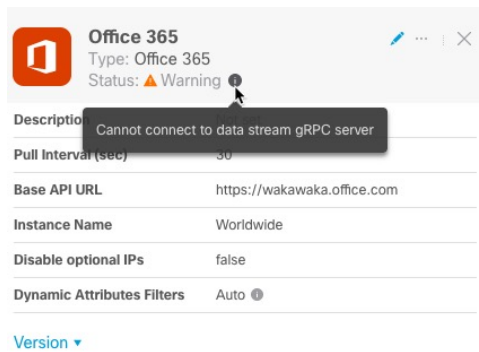 Office 365
Type: Office 365
Status: Warning
Cannot connect to data stream gRPC server
Description
Pull Interval (sec) 30
Base API URL https://wakawaka.office.com
Instance Name Worldwide
Disable optional IPs false
Dynamic Attributes Filters Auto
Version